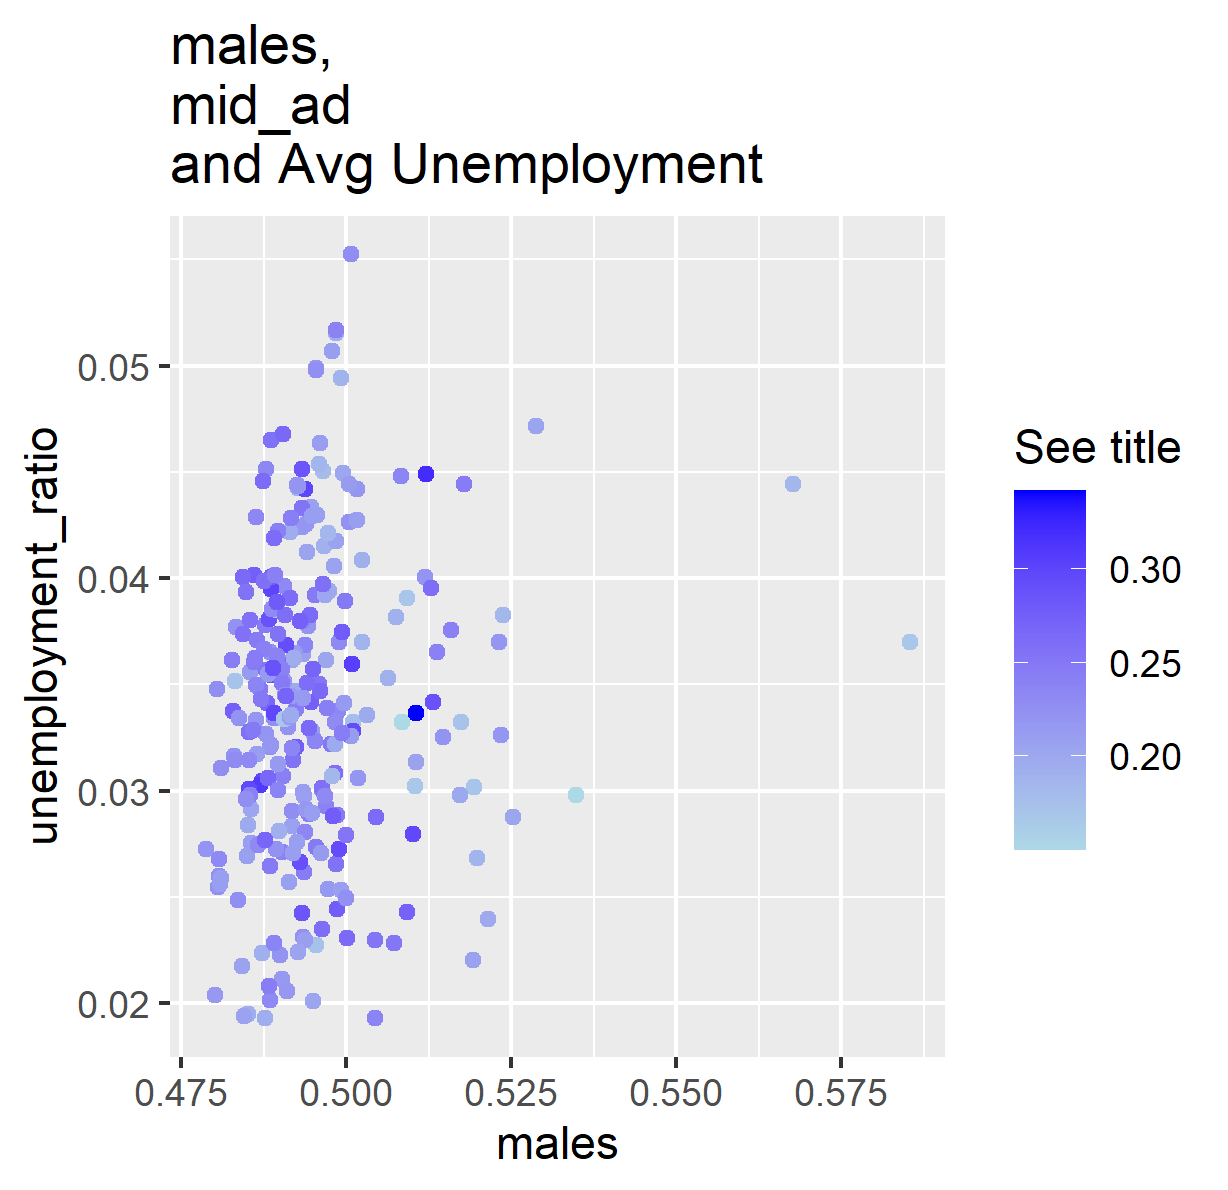 males,
mid_ad
and Avg Unemployment
unemployment_ratio
0.05
0.04
0.03
0.02
0.475 0.500 0.525 0.550 0.575
males
See title
0.30
0.25
0.20